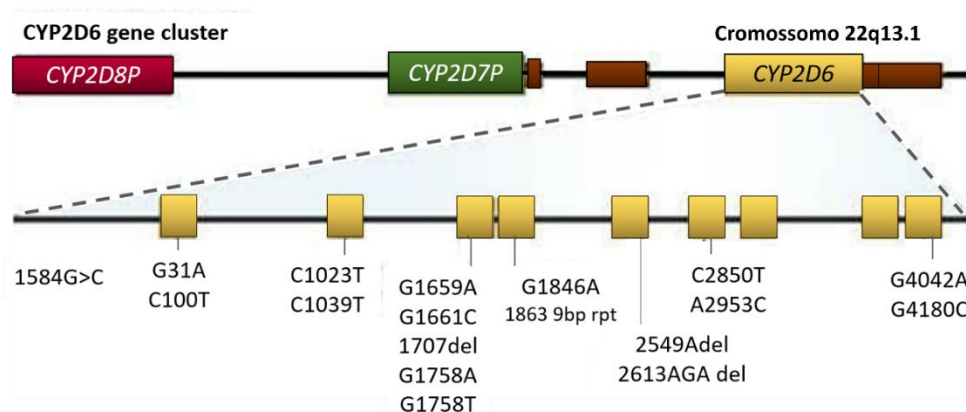 CYP2D6 gene cluster
Cromossomo 22q13.1
CYP2D8P
CYP2D7P
CYP2D6
1584G>C
G31A
C100T
C1023T
C1039T
G1659A
G1661C
1707del
G1758A
G1758T
G1846A
1863 9bp rpt
2549Adel
2613AGA del
C2850T
A2953C
G4042A
G4180C